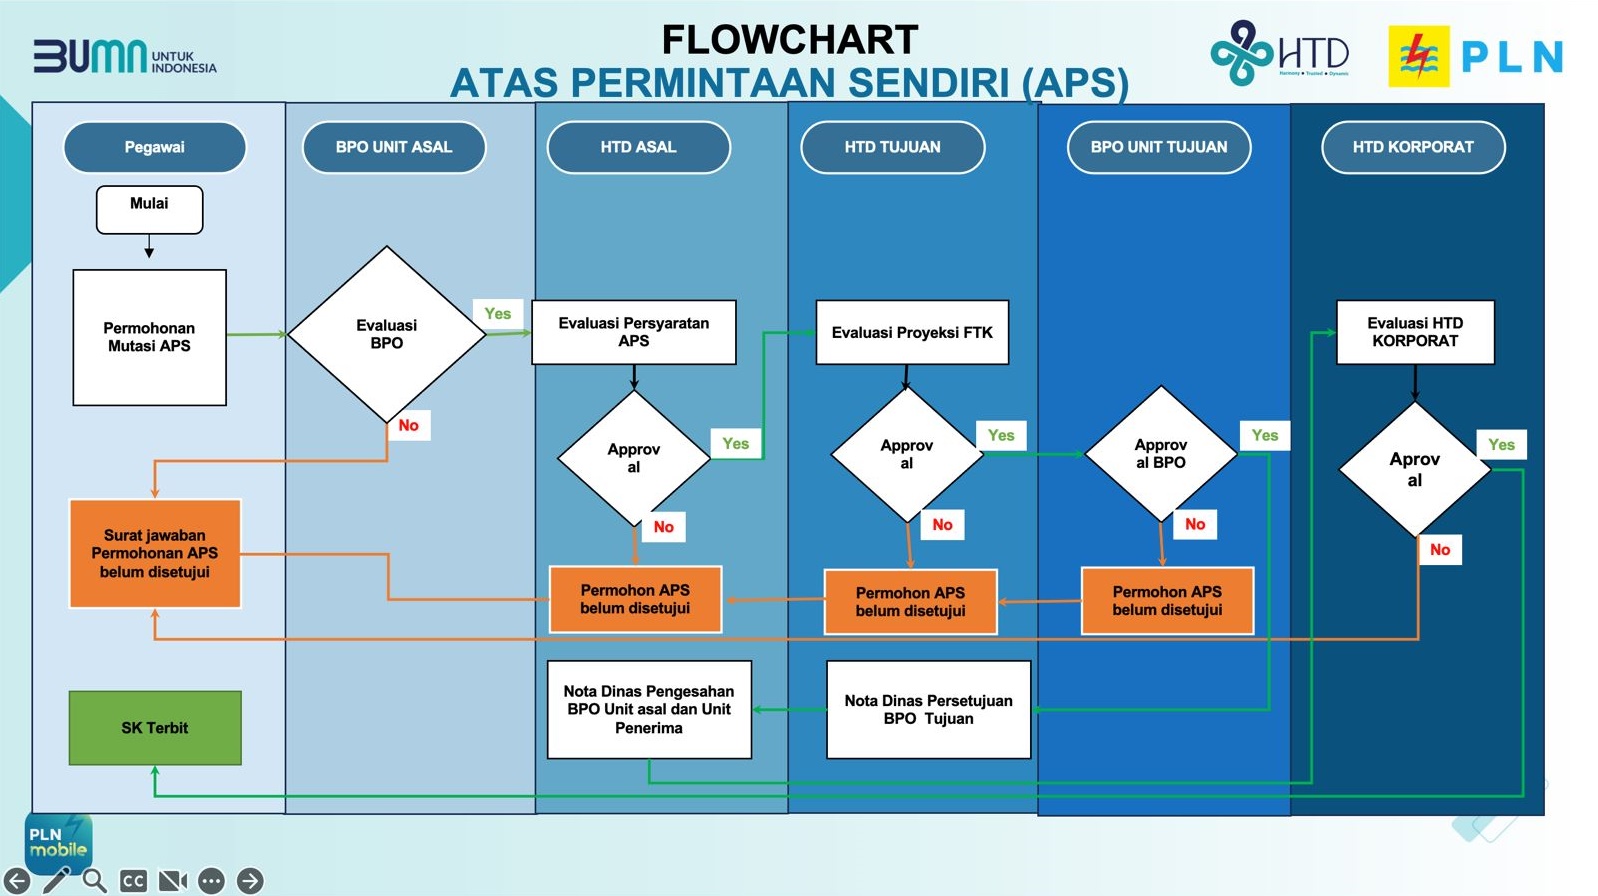 FLOWCHART
ATAS PERMINTAAN SENDIRI (APS)
BUMN
UNTUK
INDONESIA
HTD
Harmony • Trusted • Dynamic
PLN
Pegawai
BPO UNIT ASAL
HTD ASAL
HTD TUJUAN
BPO UNIT TUJUAN
HTD KORPORAT
Mulai
Permohonan
Mutasi APS
Evaluasi
BPO
Yes
No
Evaluasi Persyaratan
APS
Approv
al
Yes
No
Evaluasi Proyeksi FTK
Approv
al
Yes
No
Approv
al BPO
Yes
No
Evaluasi HTD
KORPORAT
Aprov
al
Yes
No
Surat jawaban
Permohonan APS
belum disetujui
Permohon APS
belum disetujui
Permohon APS
belum disetujui
Permohon APS
belum disetujui
SK Terbit
Nota Dinas Pengesahan
BPO Unit asal dan Unit
Penerima
Nota Dinas Persetujuan
BPO Tujuan
PLN
mobile
CC